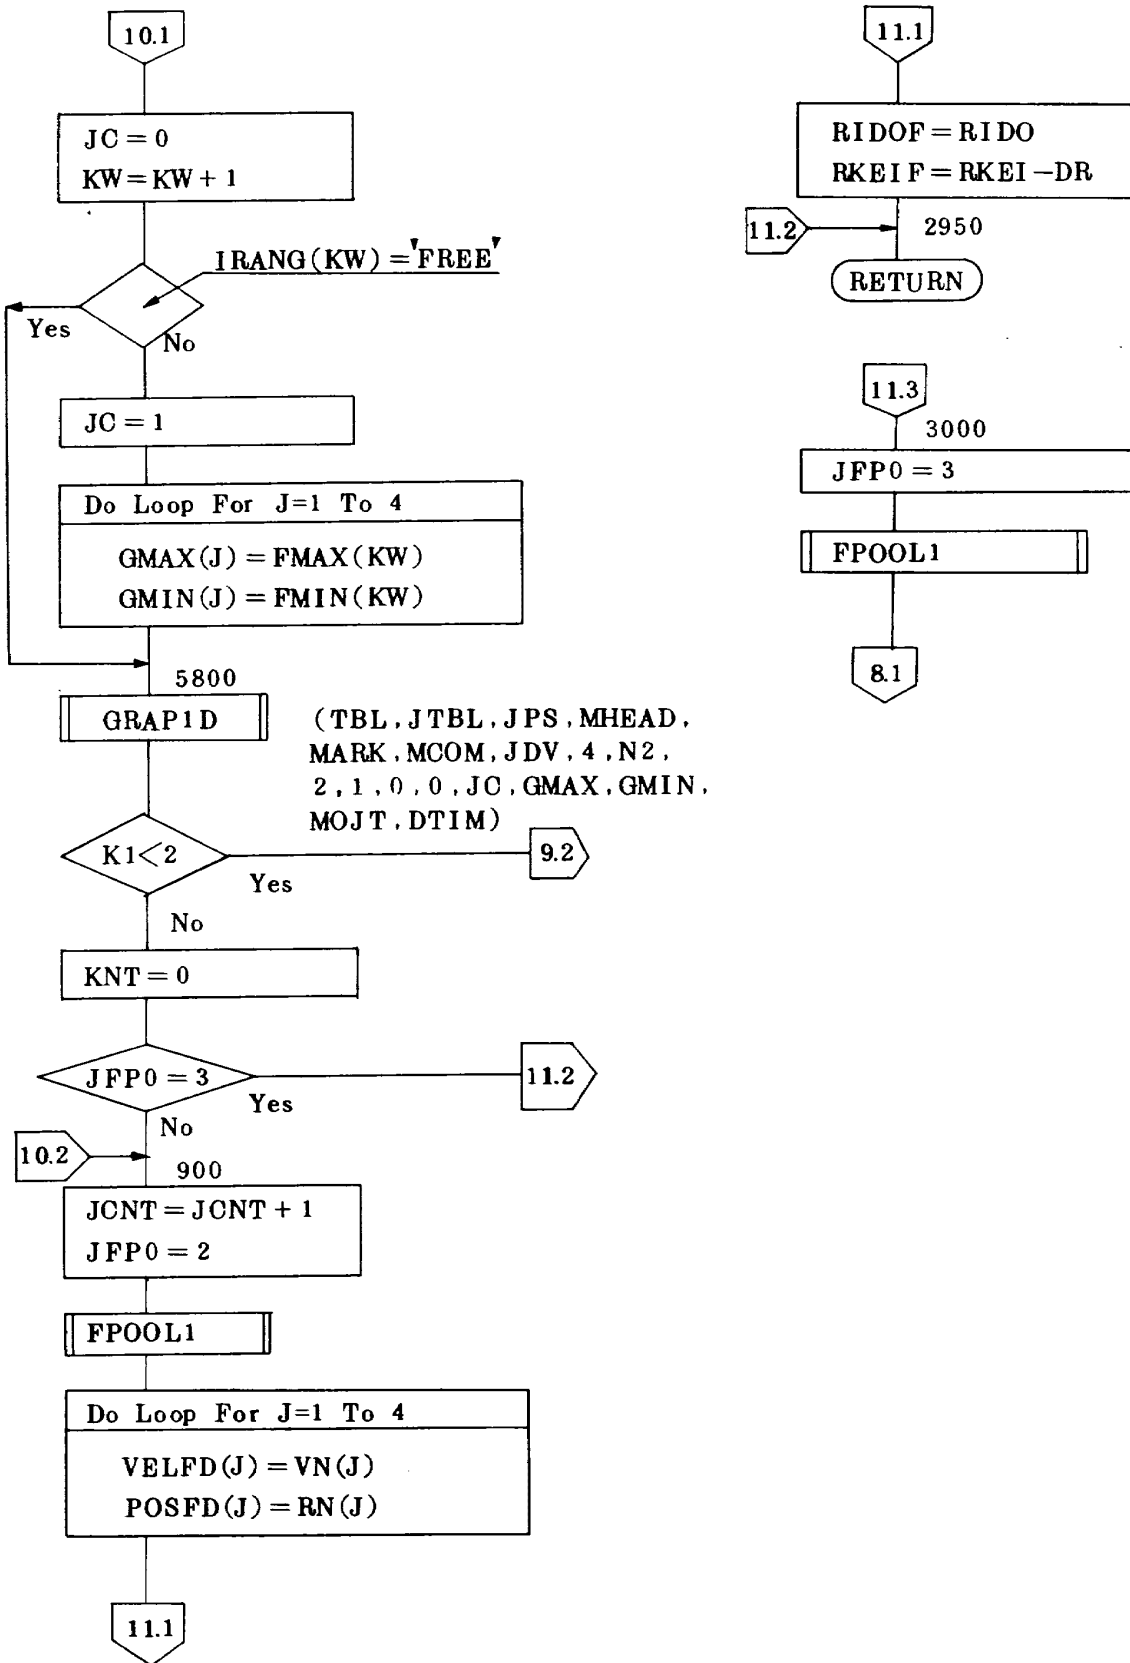 10.1
JC = 0
KW = KW + 1
IRANG(KW) = 'FREE'
Yes
No
JC = 1
Do Loop For J=1 To 4
GMAX(J) = FMAX(KW)
GMIN(J) = FMIN(KW)
5800
GRAP1D
(TBL, JTBL, JPS, MHEAD,
MARK, MCOM, JDV, 4, N2,
2, 1, 0, 0, JC, GMAX, GMIN,
MOJT, DTIM)
K1<2
Yes
9.2
No
KNT = 0
JFP0 = 3
Yes
11.2
No
10.2
900
JCNT = JCNT + 1
JFP0 = 2
FPOOL1
Do Loop For J=1 To 4
VELFD(J) = VN(J)
POSFD(J) = RN(J)
11.1
11.1
RIDOF = RIDO
RKEIF = RKEI-DR
11.2
2950
RETURN
11.3
3000
JFP0 = 3
FPOOL1
8.1